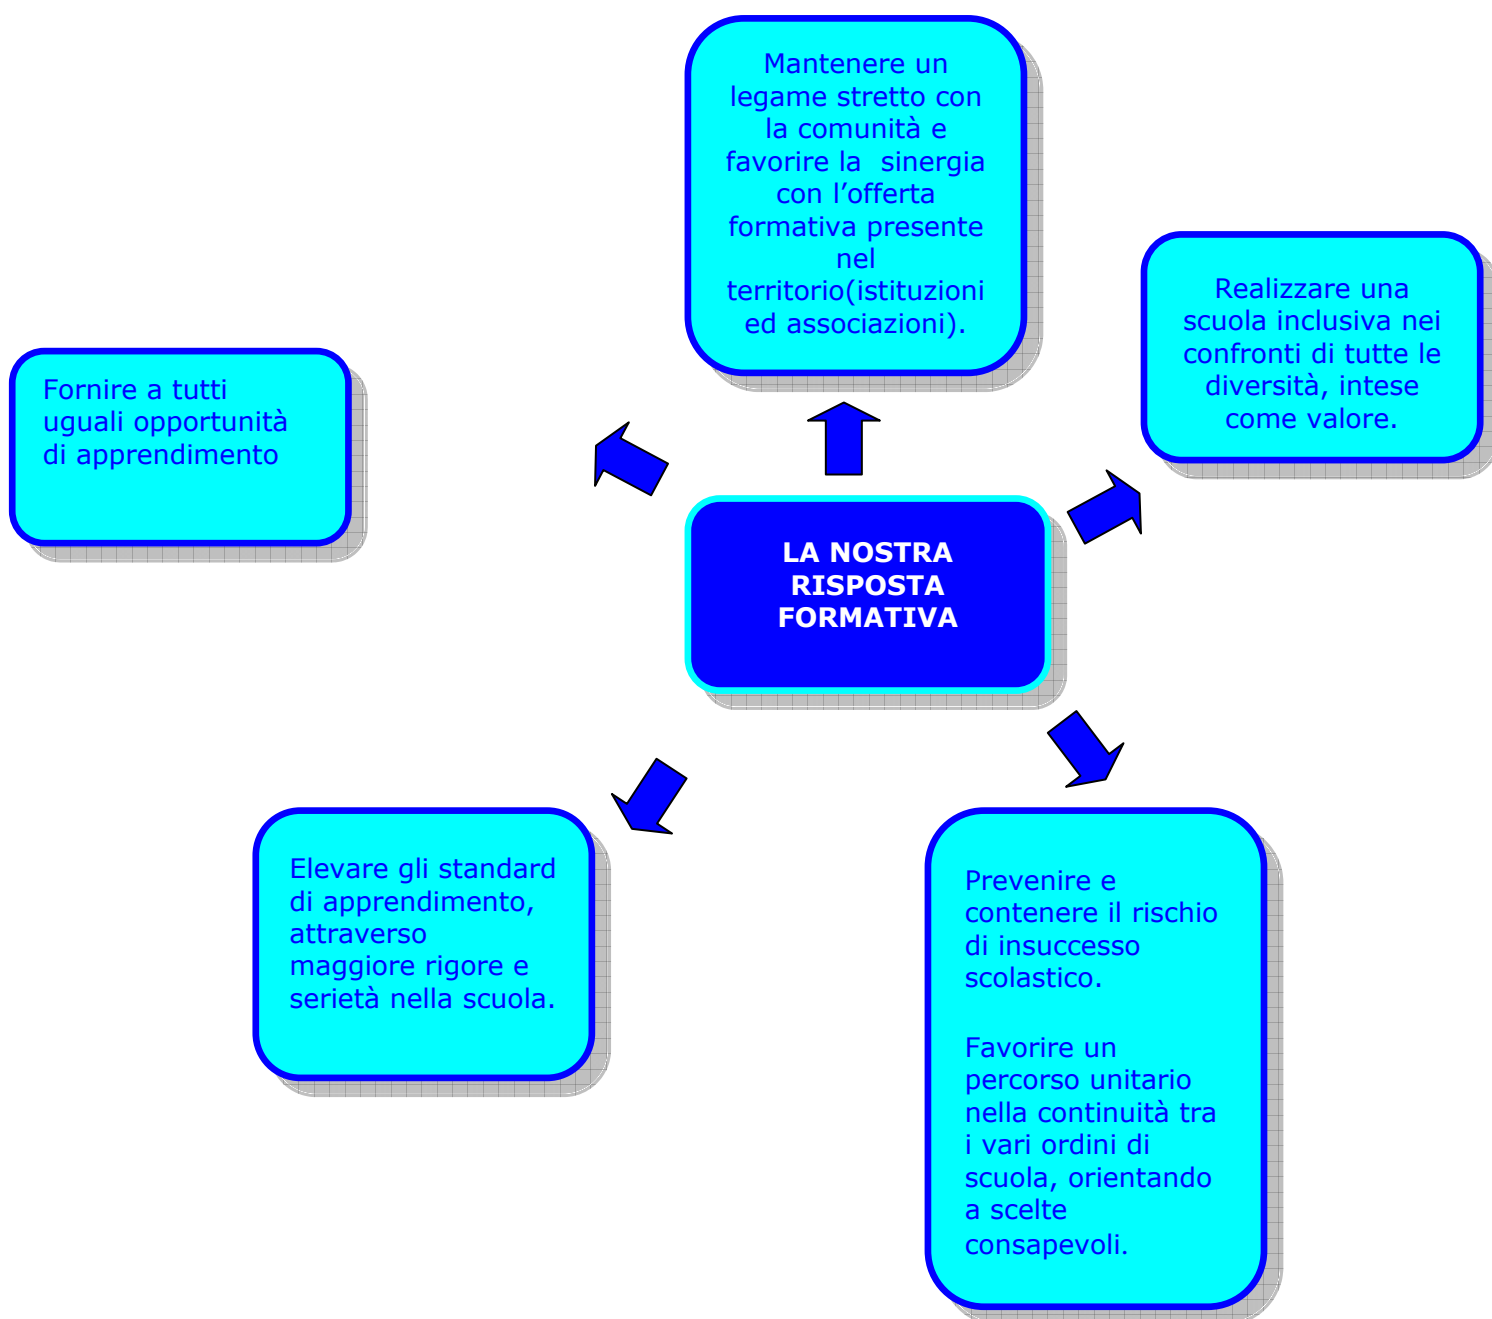 Mantenere un
legame stretto con
la comunità e
favorire la  sinergia
con l’offerta
formativa presente
nel
territorio(istituzioni
ed associazioni).
Realizzare una
scuola inclusiva nei
confronti di tutte le
diversità, intese
come valore.
Fornire a tutti
uguali opportunità
di apprendimento
LA NOSTRA
RISPOSTA
FORMATIVA
Elevare gli standard
di apprendimento,
attraverso
maggiore rigore e
serietà nella scuola.
Prevenire e
contenere il rischio
di insuccesso
scolastico.
Favorire un
percorso unitario
nella continuità tra
i vari ordini di
scuola, orientando
a scelte
consapevoli.